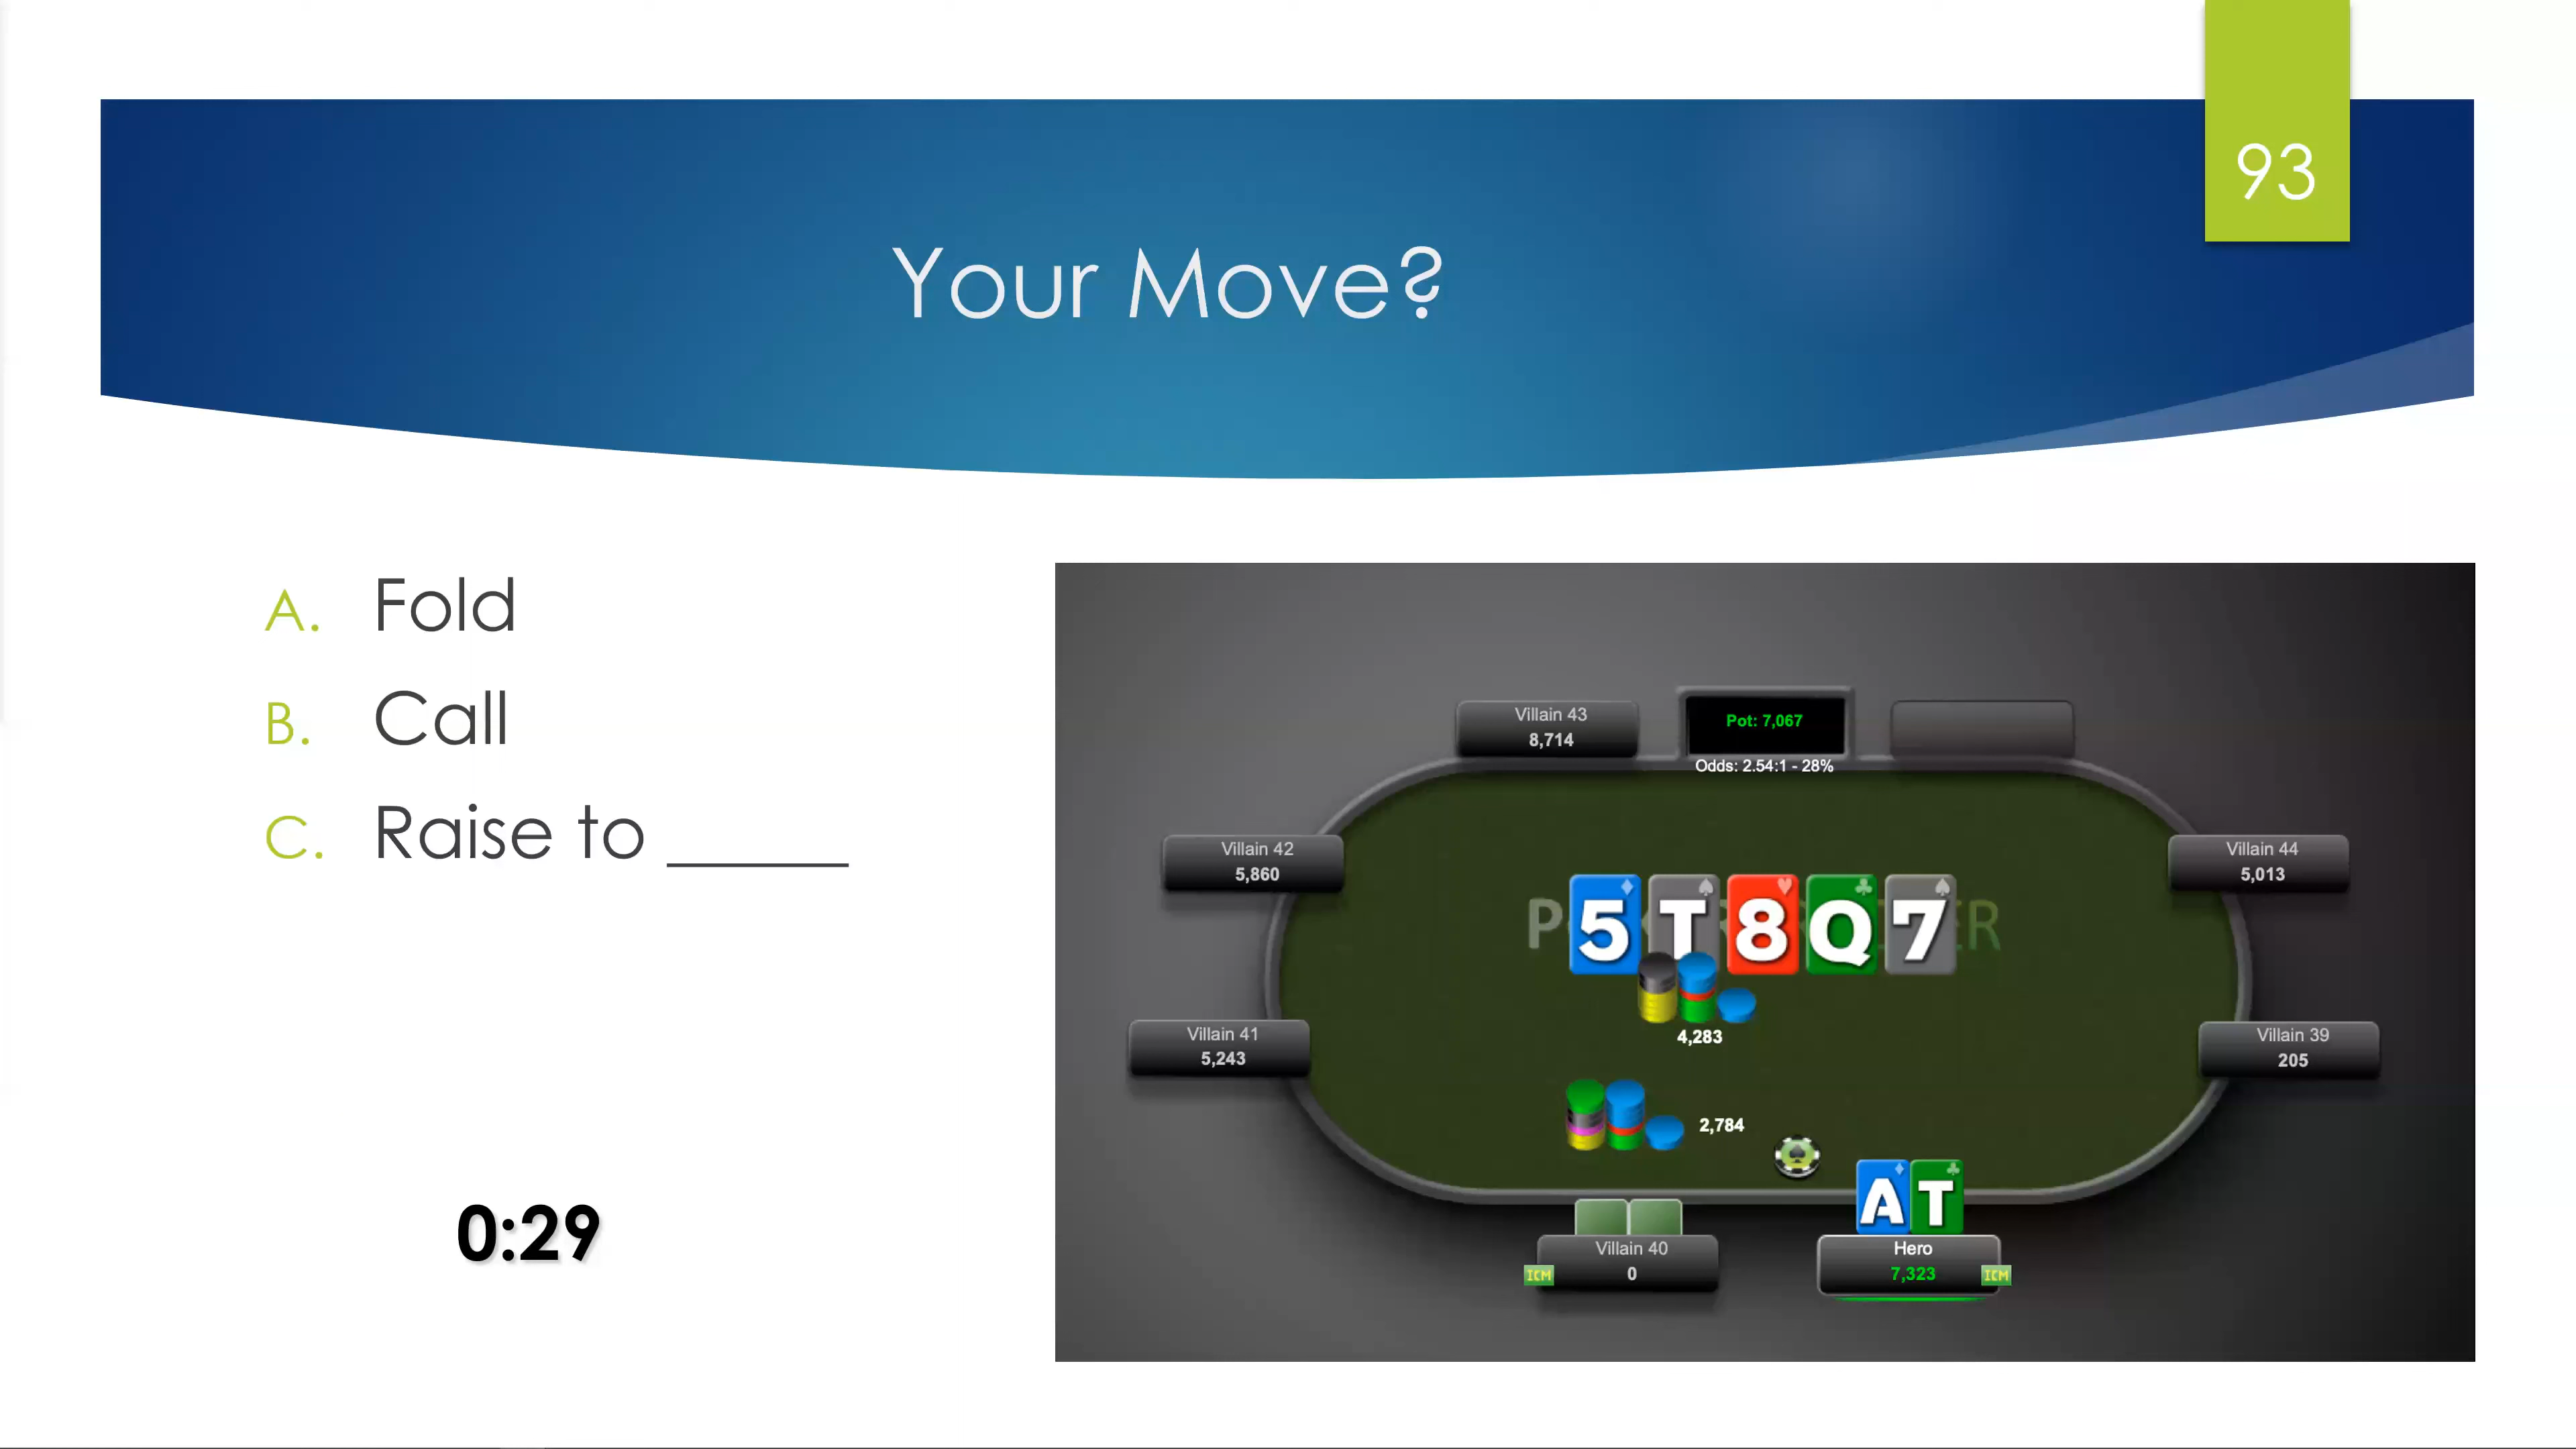 93
Your Move?
A. Fold
B. Call
C. Raise to _____
0:29
Villain 43
8,714
Pot: 7,067
Odds: 2.54:1 - 28%
Villain 42
5,860
Villain 44
5,013
5 T 8 Q 7
4,283
Villain 41
5,243
Villain 39
205
2,784
A T
Villain 40
0
ICM
Hero
7,323
ICM